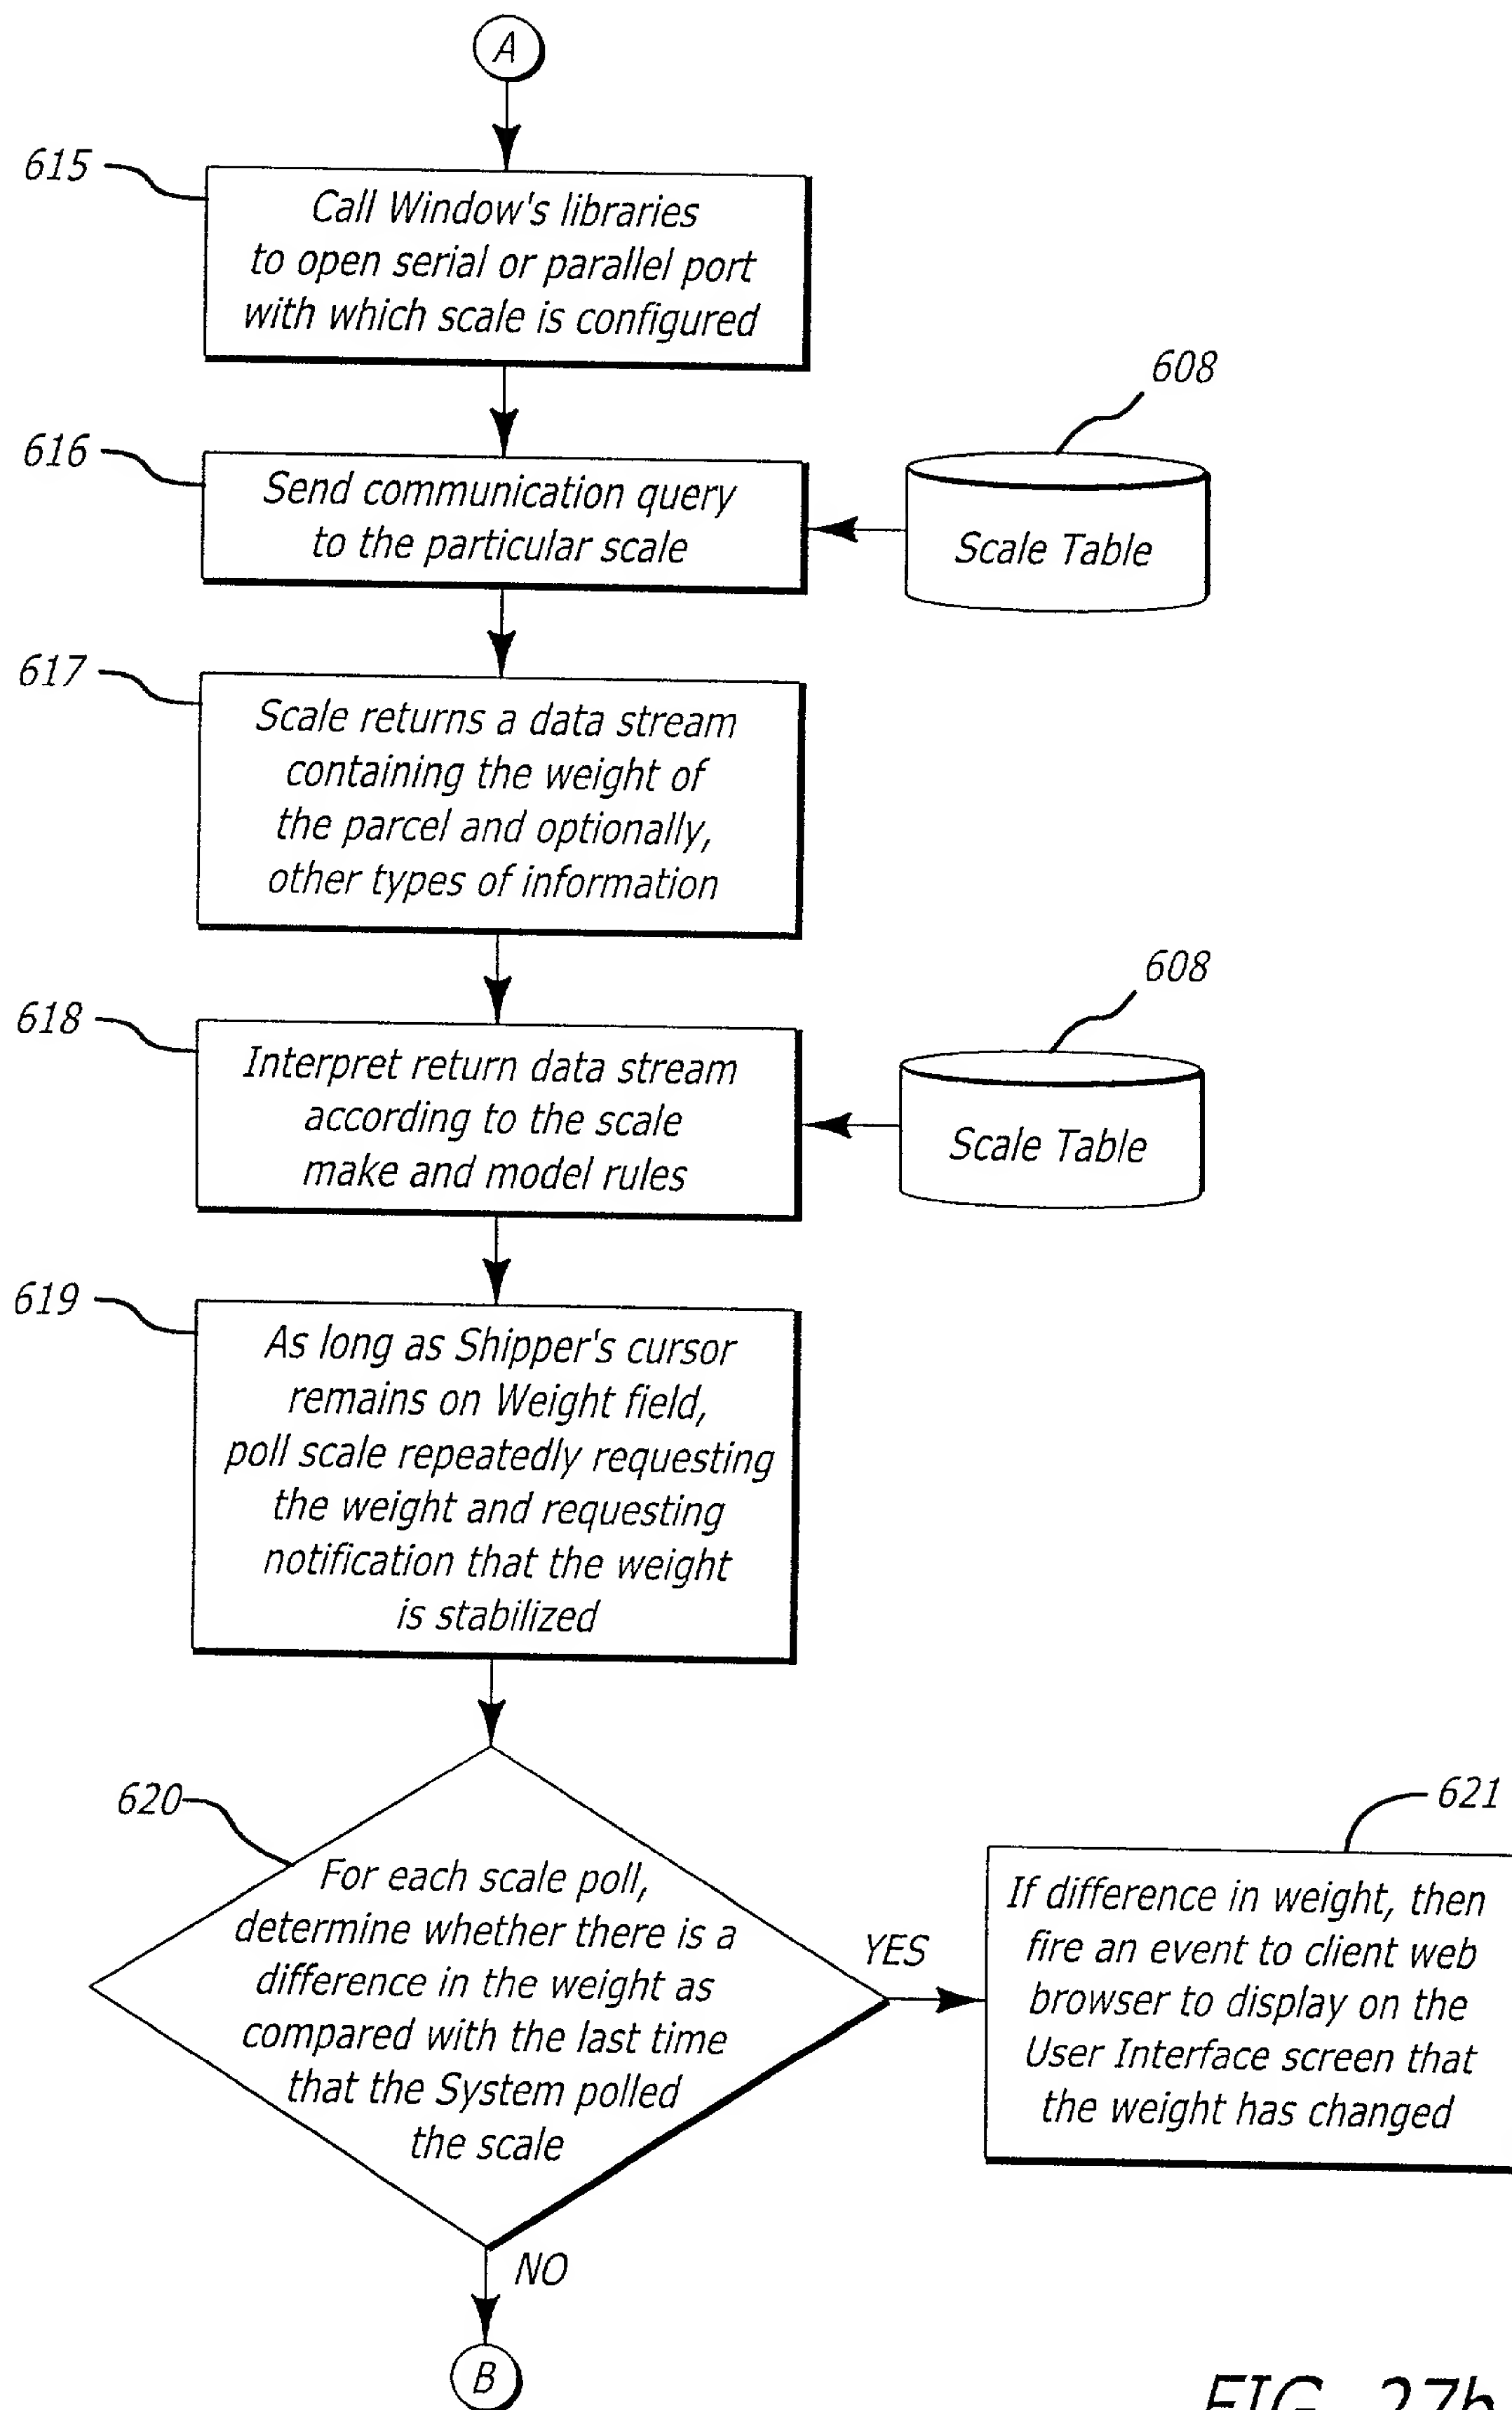 A
615
Call Window's libraries
to open serial or parallel port
with which scale is configured
608
616
Send communication query
to the particular scale
Scale Table
617
Scale returns a data stream
containing the weight of
the parcel and optionally,
other types of information
608
618
Interpret return data stream
according to the scale
make and model rules
Scale Table
619
As long as Shipper's cursor
remains on Weight field,
poll scale repeatedly requesting
the weight and requesting
notification that the weight
is stabilized
620
For each scale poll,
determine whether there is a
difference in the weight as
compared with the last time
that the System polled
the scale
YES
621
If difference in weight, then
fire an event to client web
browser to display on the
User Interface screen that
the weight has changed
NO
B
FIG. 27b